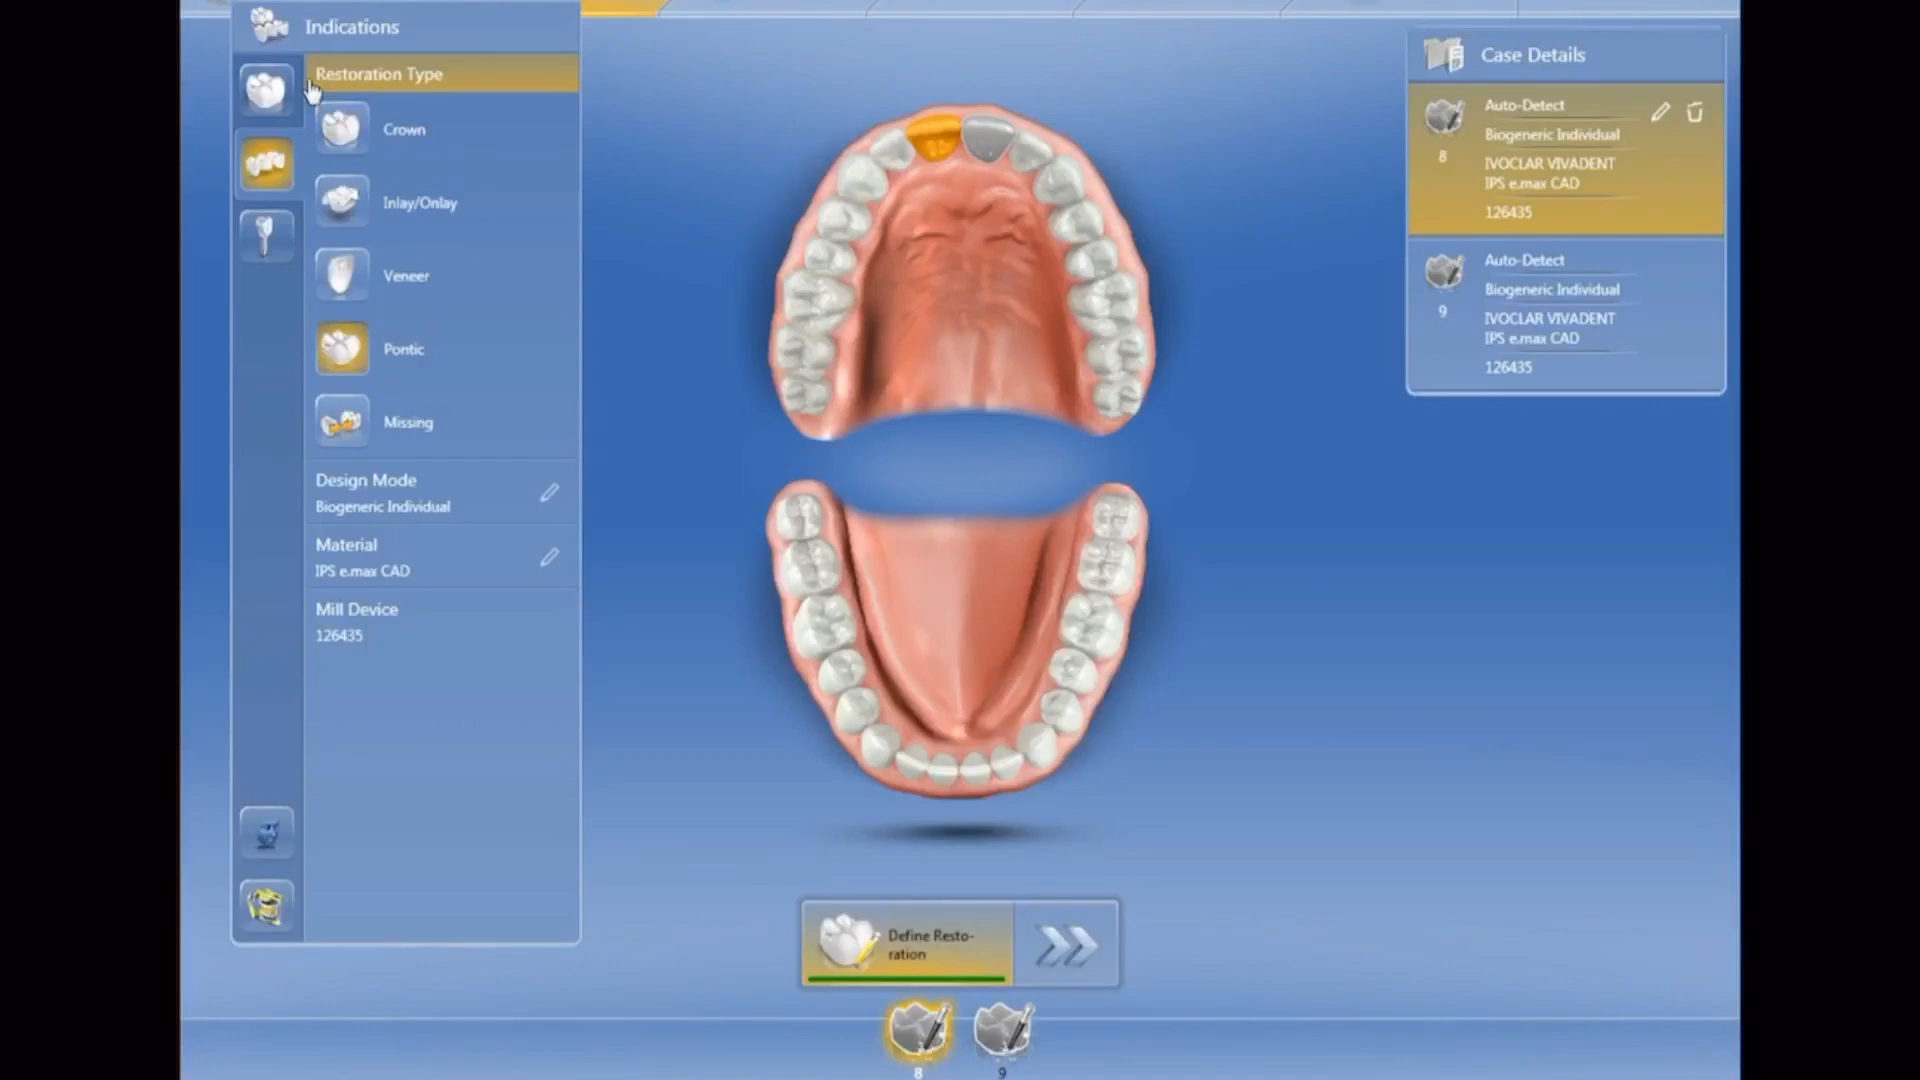 Indications
Restoration Type
Crown
Inlay/Onlay
Veneer
Pontic
Missing
Design Mode
Biogeneric Individual
Material
IPS e.max CAD
Mill Device
126435
Case Details
Auto-Detect
Biogeneric Individual
8
IVOCLAR VIVADENT
IPS e.max CAD
126435
Auto-Detect
Biogeneric Individual
9
IVOCLAR VIVADENT
IPS e.max CAD
126435
Define Resto-
ration
8
9